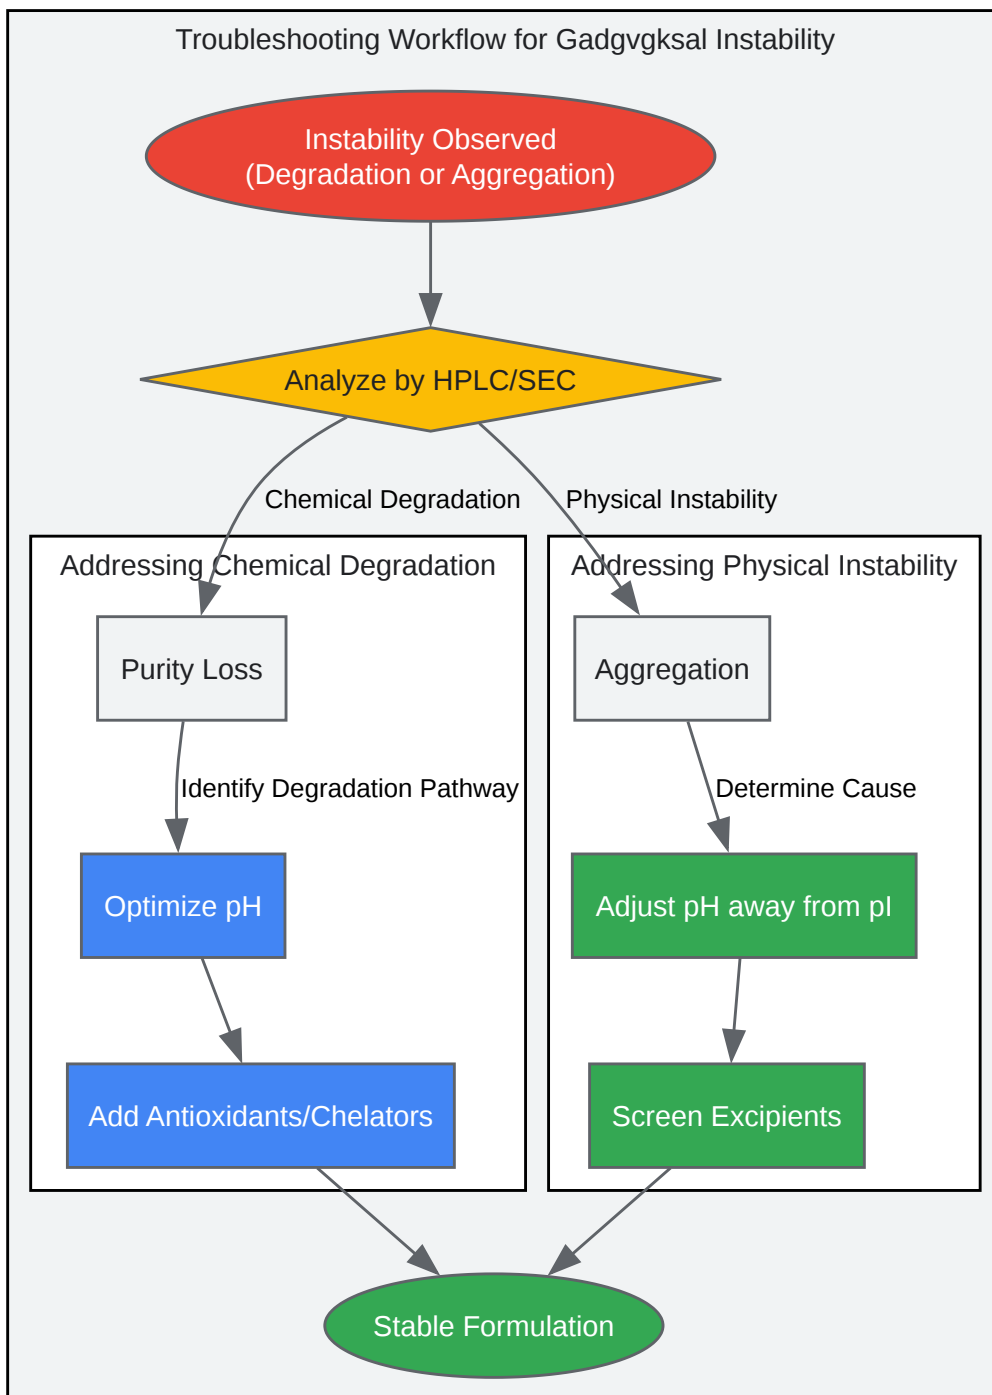 Troubleshooting Workflow for Gadgvgksal Instability
Instability Observed
(Degradation or Aggregation)
Analyze by HPLC/SEC
Chemical Degradation
Physical Instability
Addressing Chemical Degradation
Addressing Physical Instability
Purity Loss
Aggregation
Identify Degradation Pathway
Determine Cause
Optimize pH
Adjust pH away from pI
Add Antioxidants/Chelators
Screen Excipients
Stable Formulation